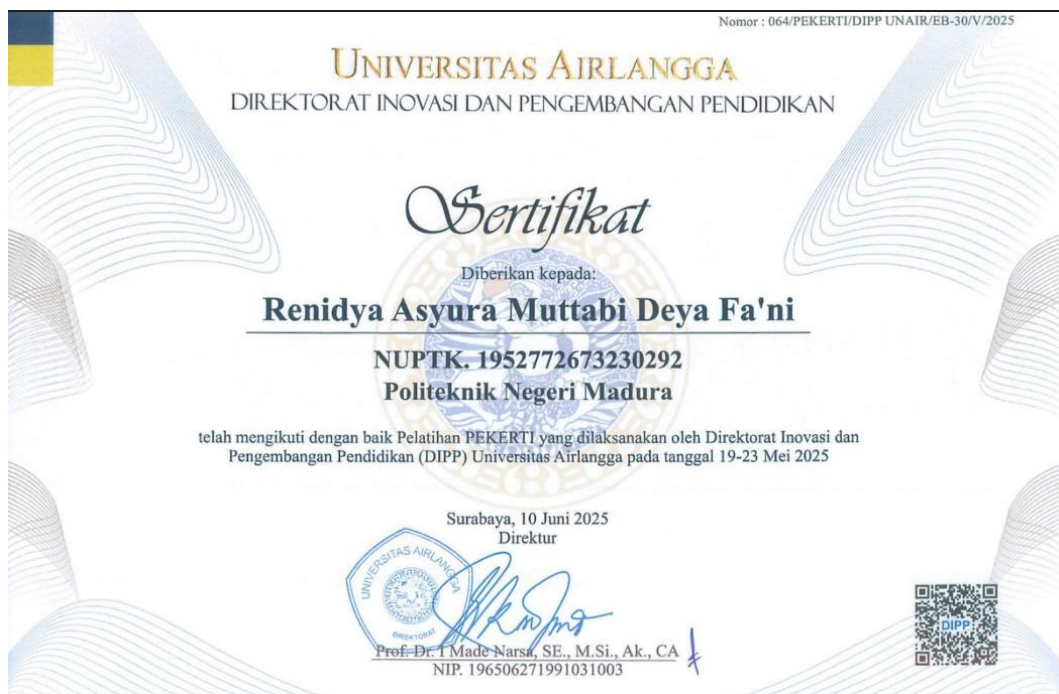 Nomor : 064/PEKERTI/DIPP UNAIR/EB-30/V/2025
UNIVERSITAS AIRLANGGA
DIREKTORAT INOVASI DAN PENGEMBANGAN PENDIDIKAN
Sertifikat
Diberikan kepada:
Renidya Asyura Muttabi Deya Fa'ni
NUPTK. 1952772673230292
Politeknik Negeri Madura
telah mengikuti dengan baik Pelatihan PEKERTI yang dilaksanakan oleh Direktorat Inovasi dan
Pengembangan Pendidikan (DIPP) Universitas Airlangga pada tanggal 19-23 Mei 2025
Surabaya, 10 Juni 2025
Direktur
UNIVERSITAS AIRLANGGA
DIREKTORAT
Prof. Dr. I Made Narsa, SE., M.Si., Ak., CA
NIP. 196506271991031003
DIPP